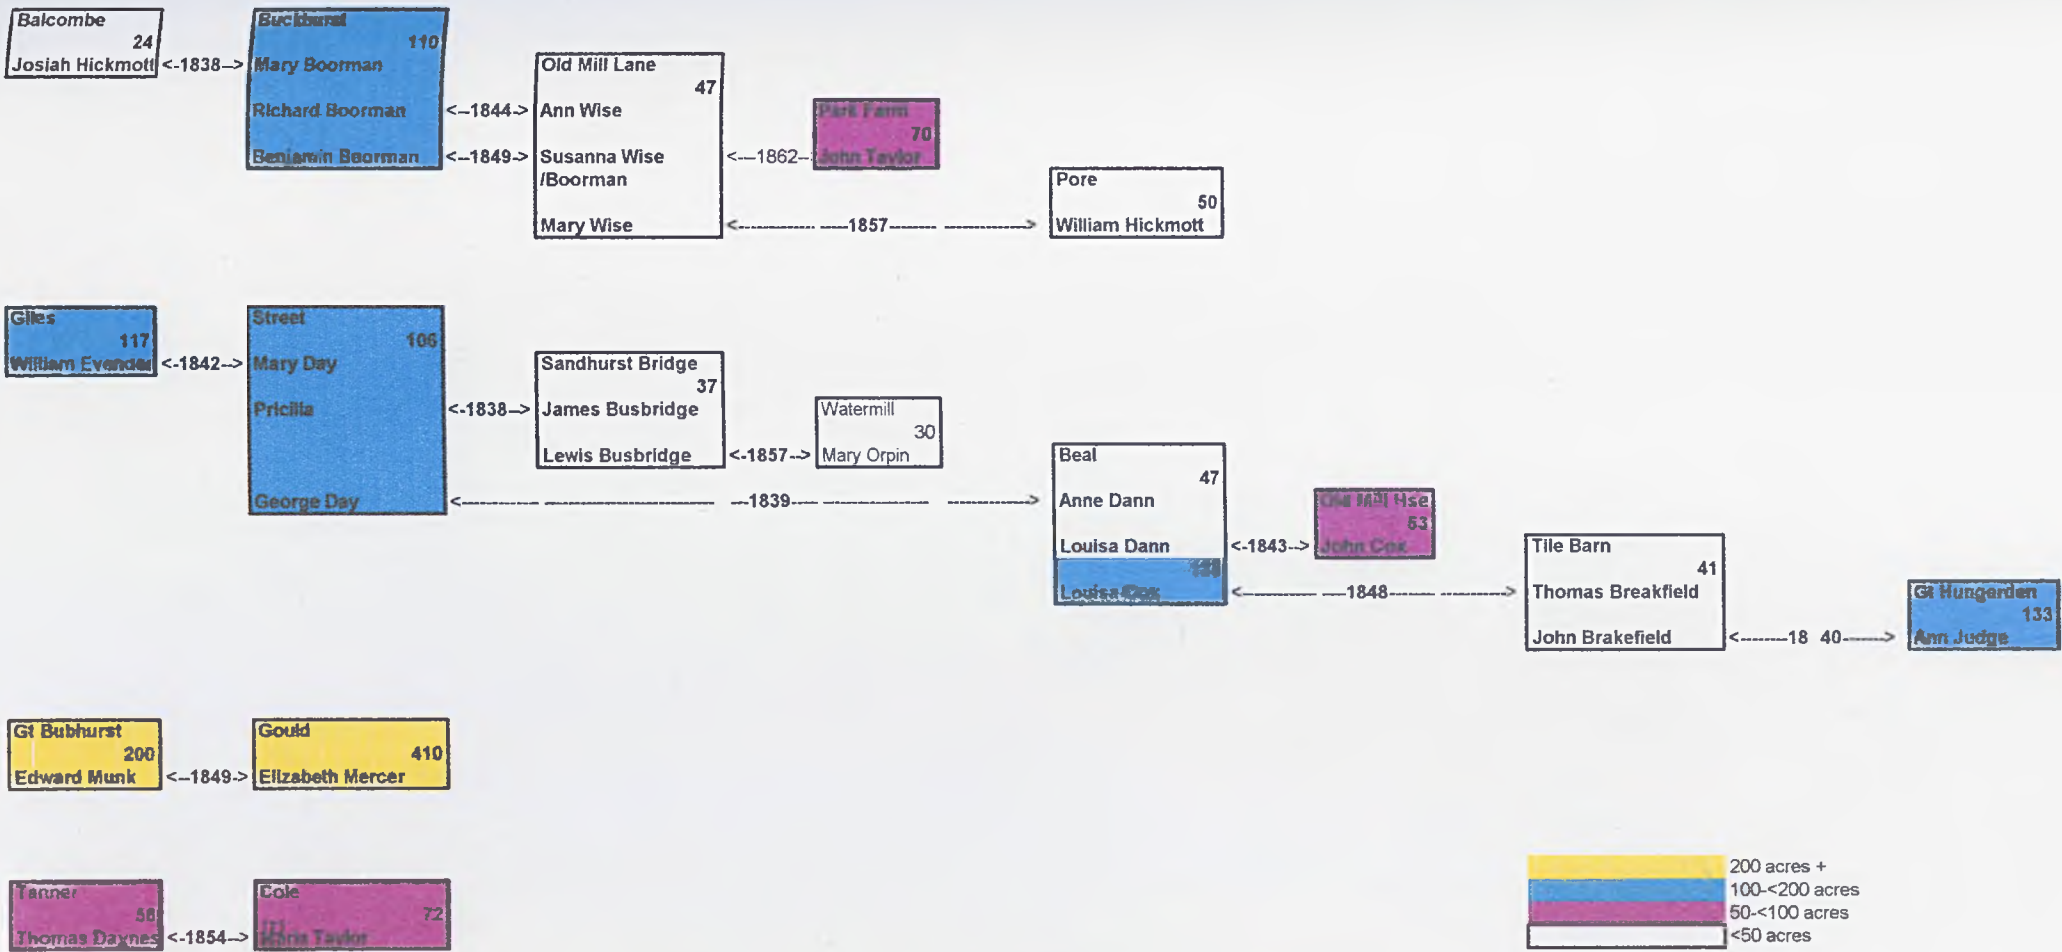 Balcombe
24
Josiah Hickmott <-1838-->
Buckhurst
110
Mary Boorman
Richard Boorman <--1844->
Benjamin Boorman <--1849->
Old Mill Lane
47
Ann Wise
Susanna Wise <---1862-
/Boorman
Mary Wise <----------- -----1857------- --------------->
Park Farm
70
John Taylor
Pore
50
William Hickmott
Giles
117
William Evenden <-1842-->
Street
106
Mary Day
Pricilla <-1838-->
George Day <----------- ---1839----------- --------------->
Sandhurst Bridge
37
James Busbridge
Lewis Busbridge <-1857-->
Watermill
30
Mary Orpin
Beal
47
Anne Dann
Louisa Dann <-1843-->
Louisa Cox <---------- ----1848------- ------------>
Old Mill Hse
53
John Cox
Tile Barn
41
Thomas Breakfield
John Brakefield <--------18 40------>
Gt Hungarden
133
Ann Judge
Gt Bubhurst
200
Edward Munk <--1849->
Gould
410
Elizabeth Mercer
Tanner
58
Thomas Daynes <-1854-->
Cole
72
Maria Taylor
200 acres +
100-<200 acres
50-<100 acres
<50 acres